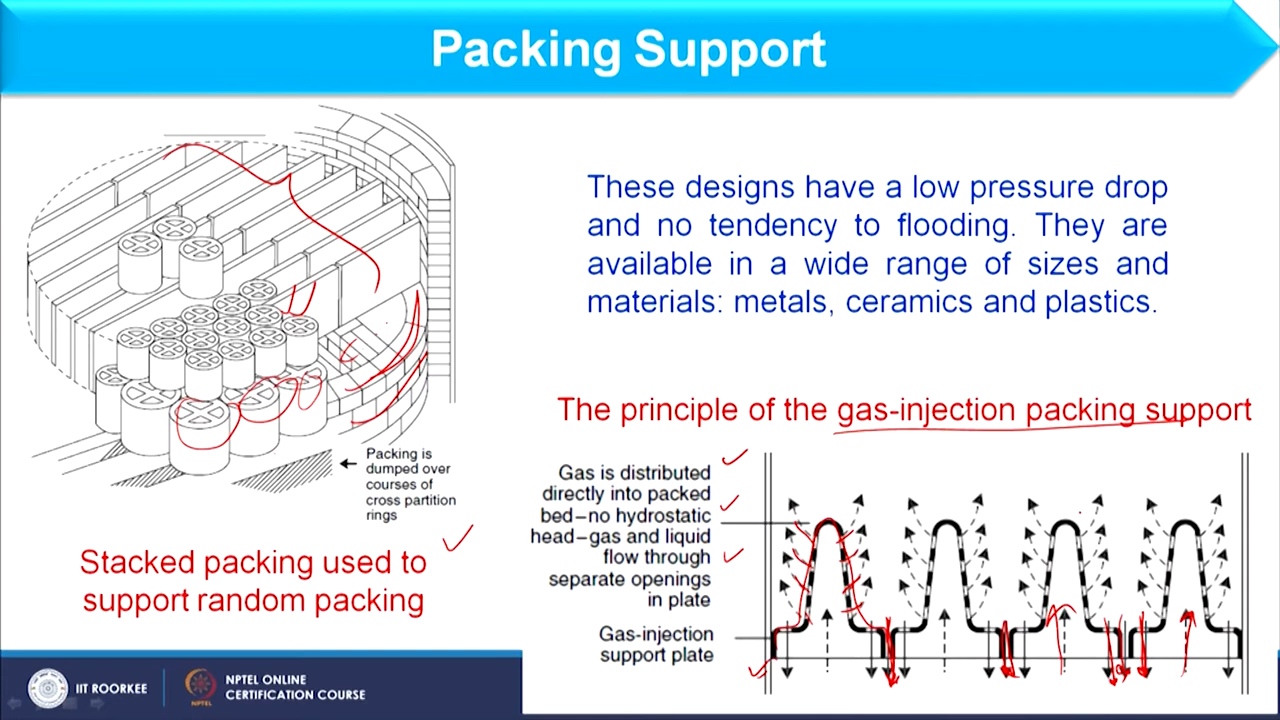 Packing Support
These designs have a low pressure drop
and no tendency to flooding. They are
available in a wide range of sizes and
materials: metals, ceramics and plastics.
The principle of the gas-injection packing support
Packing is
dumped over
courses of
cross partition
rings
Stacked packing used to
support random packing
Gas is distributed
directly into packed
bed–no hydrostatic
head–gas and liquid
flow through
separate openings
in plate
Gas-injection
support plate
IIT ROORKEE
NPTEL ONLINE
CERTIFICATION COURSE
NPTEL